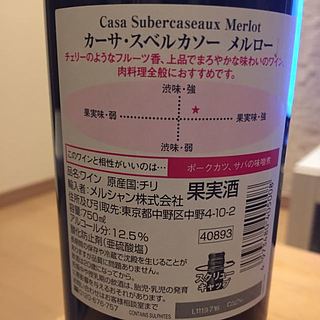 Casa Subercaseaux Merlot
カーサ・スベルカソー メルロー
チェリーのようなフルーツ香、上品でまろやかな味わいのワイン。
肉料理全般におすすめです。
渋味・強
果実味・弱
果実味・強
渋味・弱
このワインと相性がいいのは…
ポークカツ、サバの味噌煮
品名:ワイン 原産国:チリ
輸入者:メルシャン株式会社
住所及び引取先:東京都中野区中野4-10-2
容量:750ml
果実酒
アルコール分:12.5%
40893
酸化防止剤(亜硫酸塩)
スクリュー
キャップ
CONTAINS SULPHITES